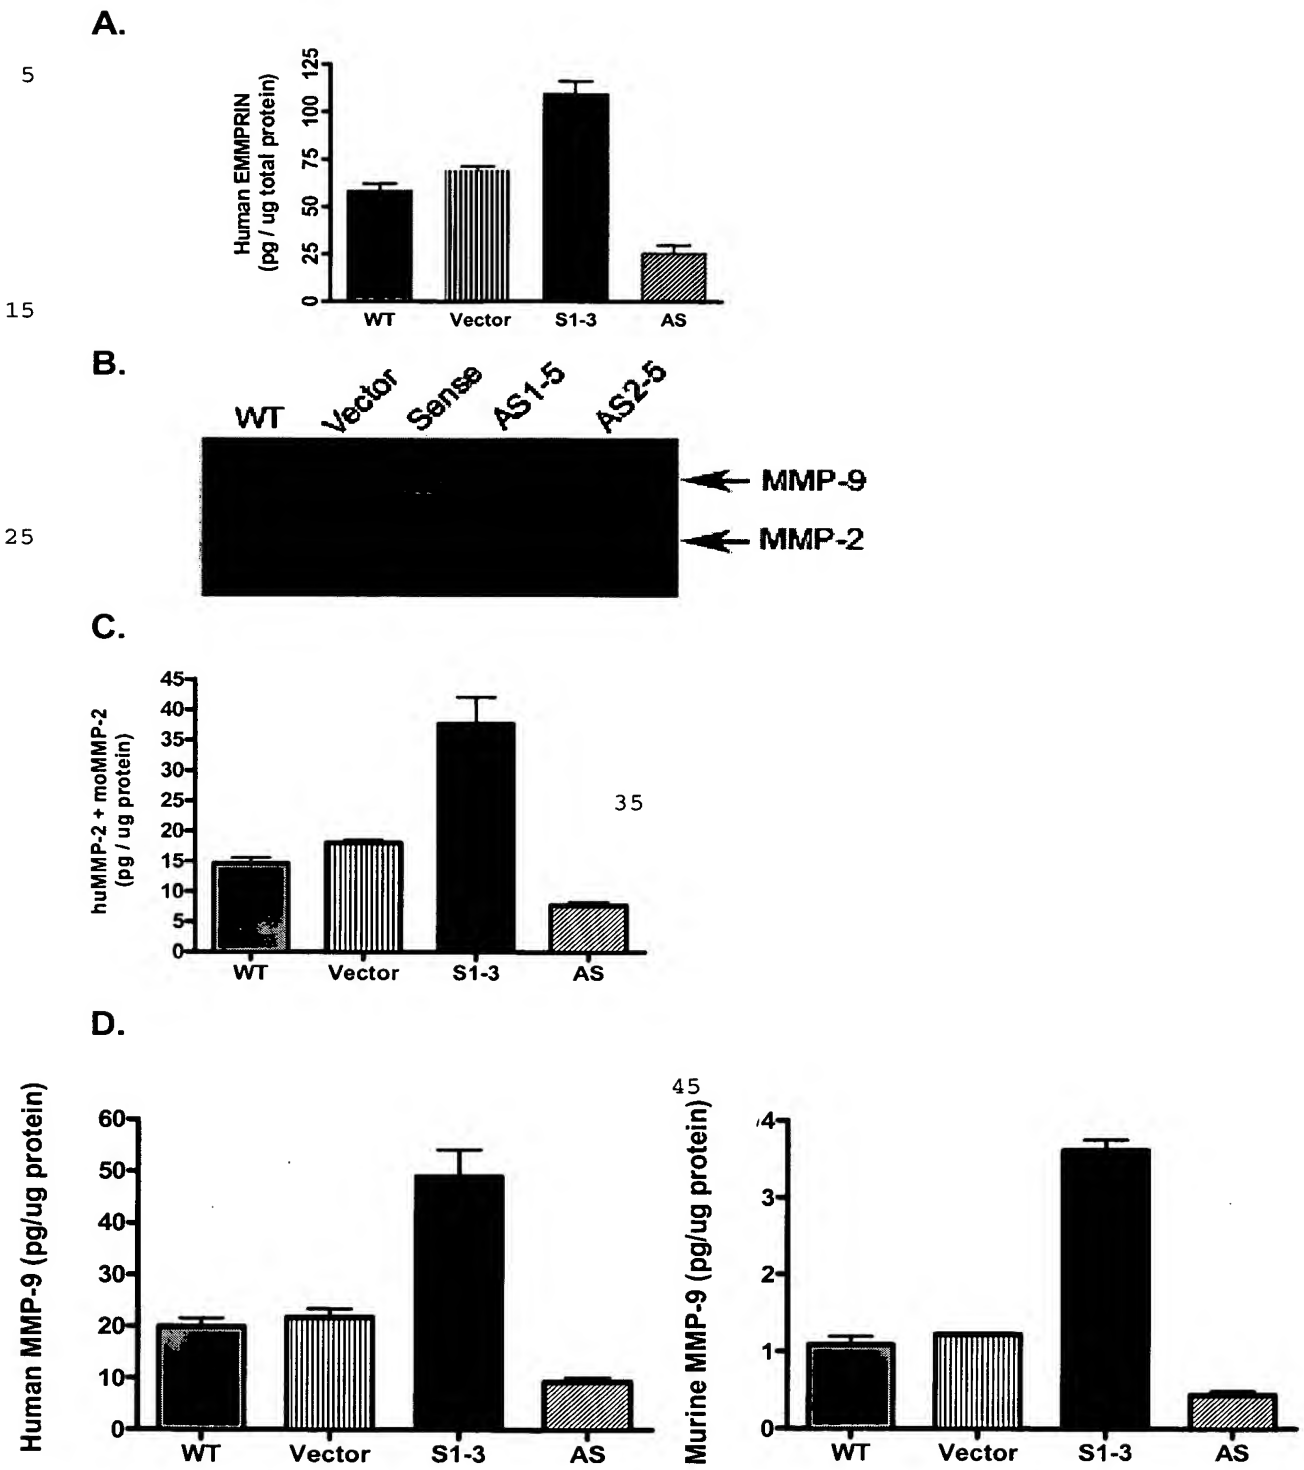 A.
5
Human EMMPRIN
(pg / ug total protein)
125
100
75
50
25
0
WT Vector S1-3 AS
15
B.
WT Vector Sense AS1-5 AS2-5
MMP-9
25
MMP-2
C.
huMMP-2 + moMMP-2
(pg / ug protein)
45
40
35
30
25
20
15
10
5
0
35
WT Vector S1-3 AS
D.
Human MMP-9 (pg/ug protein)
60
50
40
30
20
10
0
WT Vector S1-3 AS
45
Murine MMP-9 (pg/ug protein)
4
3
2
1
0
WT Vector S1-3 AS